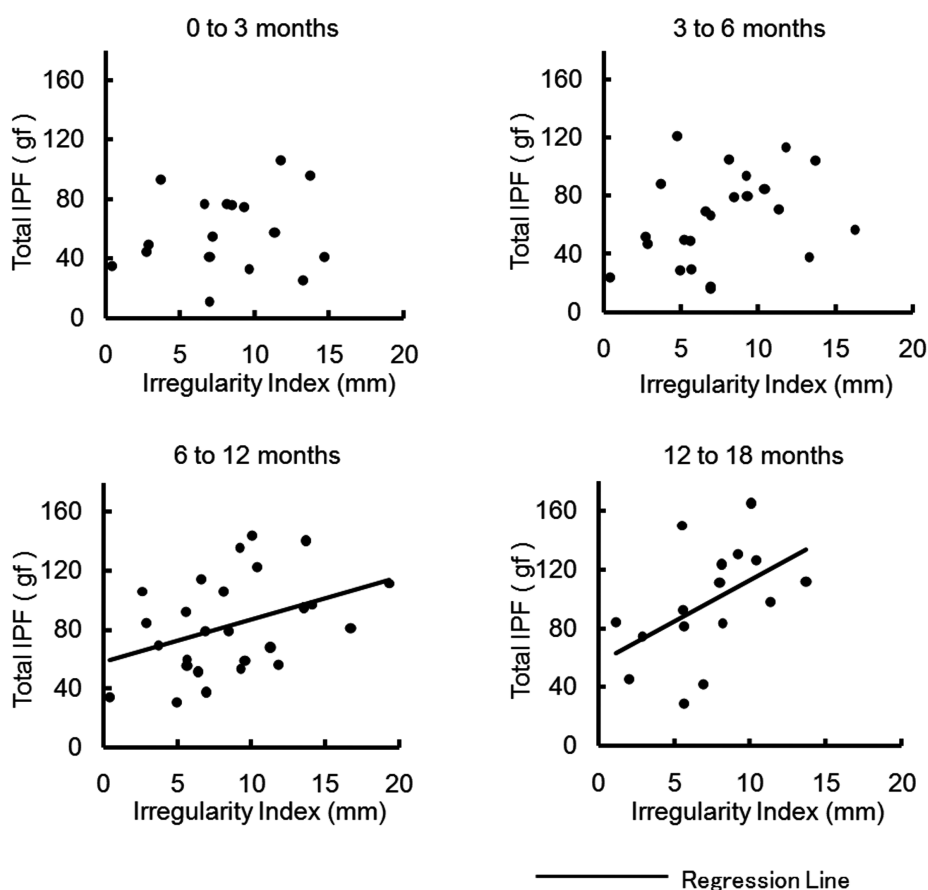 0 to 3 months
Total IPF ( gf )
160
120
80
40
0
0 5 10 15 20
Irregularity Index (mm)
3 to 6 months
Total IPF ( gf )
160
120
80
40
0
0 5 10 15 20
Irregularity Index (mm)
6 to 12 months
Total IPF ( gf )
160
120
80
40
0
0 5 10 15 20
Irregularity Index (mm)
12 to 18 months
Total IPF ( gf )
160
120
80
40
0
0 5 10 15 20
Irregularity Index (mm)
Regression Line